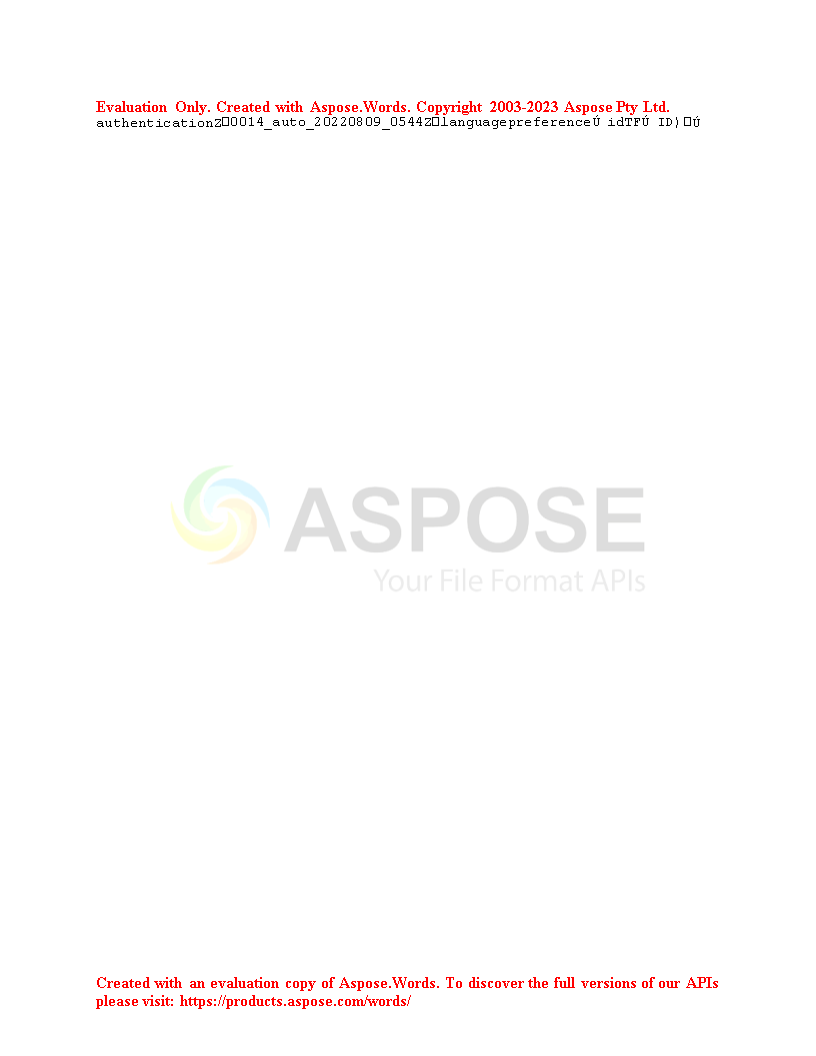 Evaluation Only. Created with Aspose.Words. Copyright 2003-2023 Aspose Pty Ltd.
authenticationZ□0014_auto_20220809_0544Z□languagepreferenceÚ idTFÚ ID)□Ú
ASPOSE
Your File Format APIs
Created with an evaluation copy of Aspose.Words. To discover the full versions of our APIs
please visit: https://products.aspose.com/words/